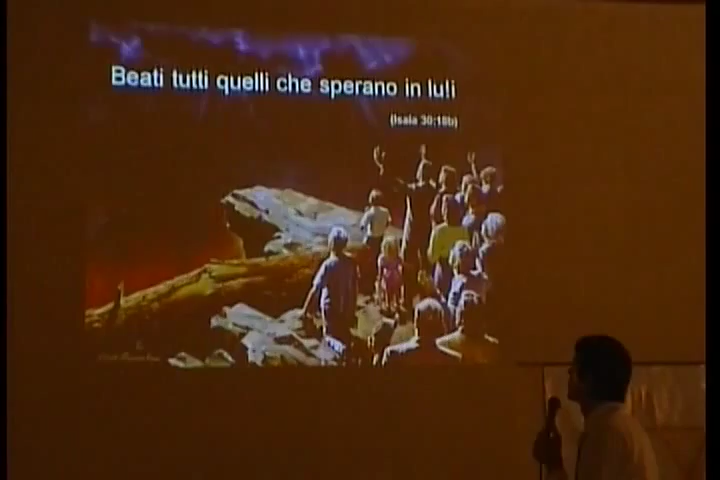 Beati tutti quelli che sperano in lui!
(Isaia 30:18b)